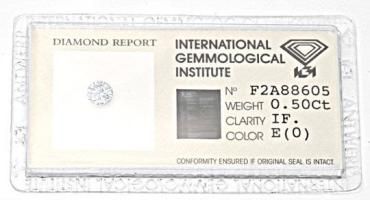 DIAMOND REPORT
INTERNATIONAL
GEMMOLOGICAL
INSTITUTE
Nº F2A88605
WEIGHT 0.50Ct
CLARITY IF.
COLOR E(0)
CONFORMITY ENSURED IF ORIGINAL SEAL IS INTACT